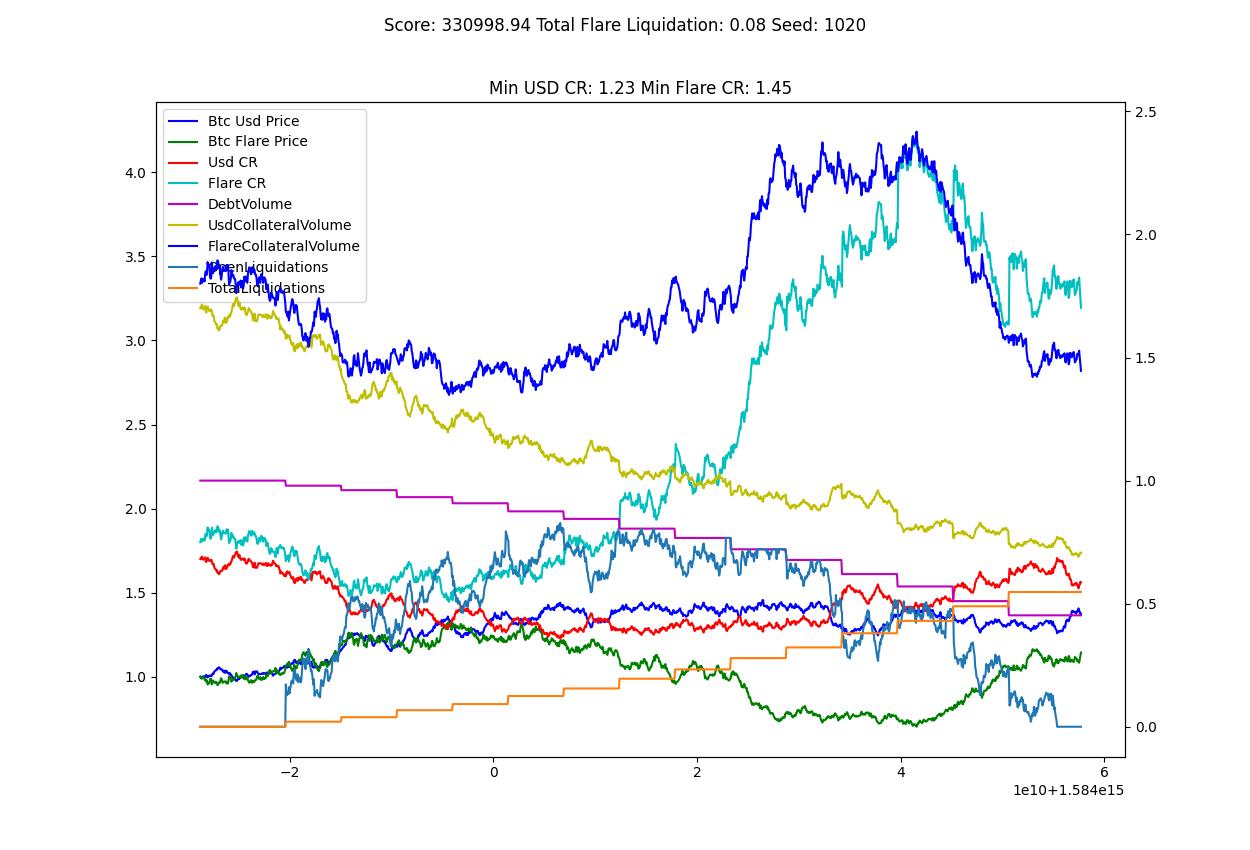 Score: 330998.94 Total Flare Liquidation: 0.08 Seed: 1020
Min USD CR: 1.23 Min Flare CR: 1.45
Btc Usd Price
Btc Flare Price
Usd CR
Flare CR
DebtVolume
UsdCollateralVolume
FlareCollateralVolume
OpenLiquidations
TotalLiquidations
4.0
3.5
3.0
2.5
2.0
1.5
1.0
2.5
2.0
1.5
1.0
0.5
0.0
−2 0 2 4 6
1e10+1.584e15